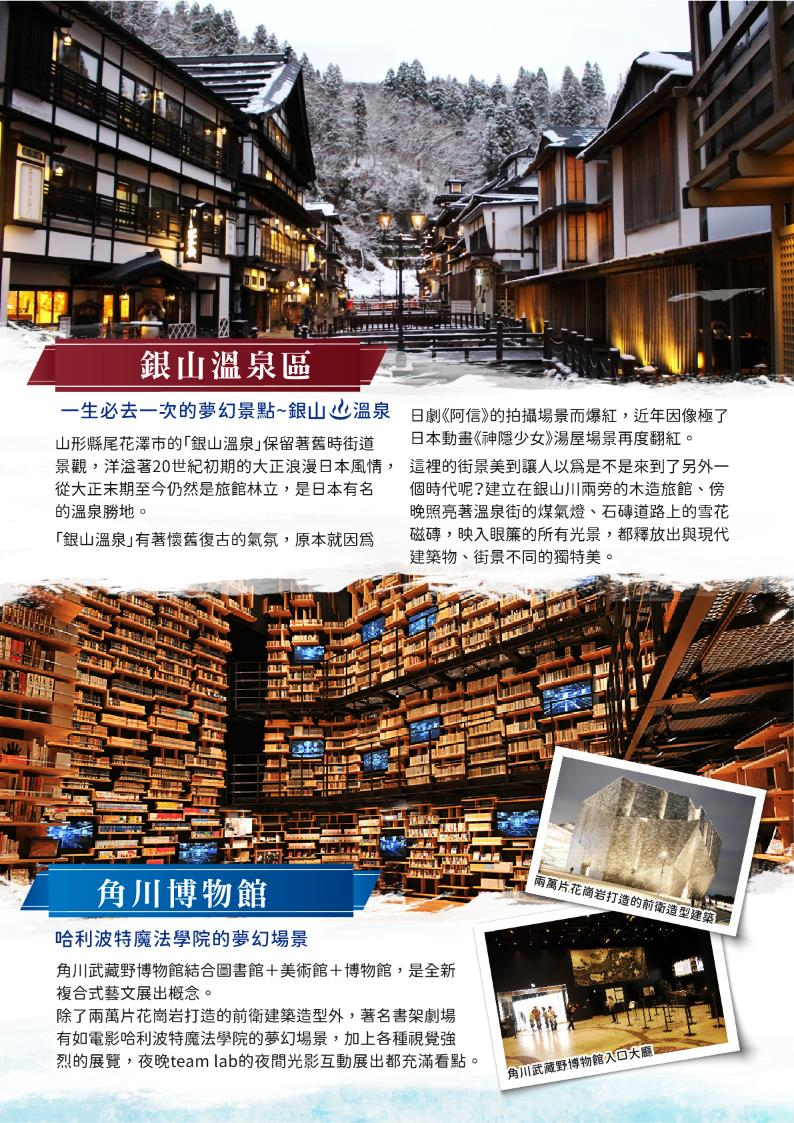 銀山溫泉區
一生必去一次的夢幻景點~銀山溫泉
山形縣尾花澤市的「銀山溫泉」保留著舊時街道
景觀，洋溢著20世紀初期的大正浪漫日本風情，
從大正末期至今仍然是旅館林立，是日本有名
的溫泉勝地。
「銀山溫泉」有著懷舊復古的氣氛，原本就因為
日劇《阿信》的拍攝場景而爆紅，近年因像極了
日本動畫《神隱少女》湯屋場景再度翻紅。
這裡的街景美到讓人以為是不是來到了另外一
個時代呢？建立在銀山川兩旁的木造旅館、傍
晚照亮著溫泉街的煤氣燈、石磚道路上的雪花
磁磚，映入眼簾的所有光景，都釋放出與現代
建築物、街景不同的獨特美。
兩萬片花崗岩打造的前衛造型建築
角川博物館
哈利波特魔法學院的夢幻場景
角川武藏野博物館結合圖書館＋美術館＋博物館，是全新
複合式藝文展出概念。
除了兩萬片花崗岩打造的前衛建築造型外，著名書架劇場
有如電影哈利波特魔法學院的夢幻場景，加上各種視覺強
烈的展覽，夜晚team lab的夜間光影互動展出都充滿看點。
角川武藏野博物館入口大廳